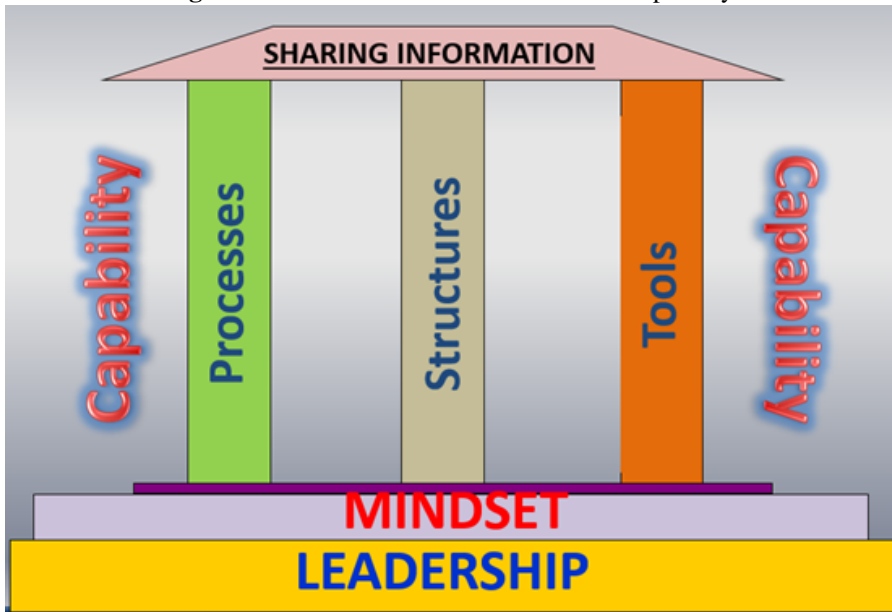 SHARING INFORMATION
Capability
Processes
Structures
Tools
Capability
MINDSET
LEADERSHIP